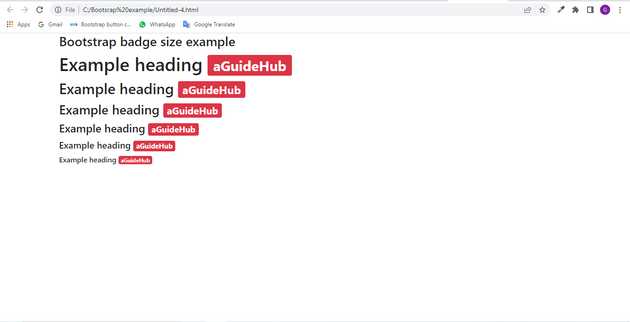 File C:/Bootsrap%20example/Untitled-4.html
G
Apps Gmail Bootstrap button c... WhatsApp Google Translate
Bootstrap badge size example
Example heading aGuideHub
Example heading aGuideHub
Example heading aGuideHub
Example heading aGuideHub
Example heading aGuideHub
Example heading aGuideHub